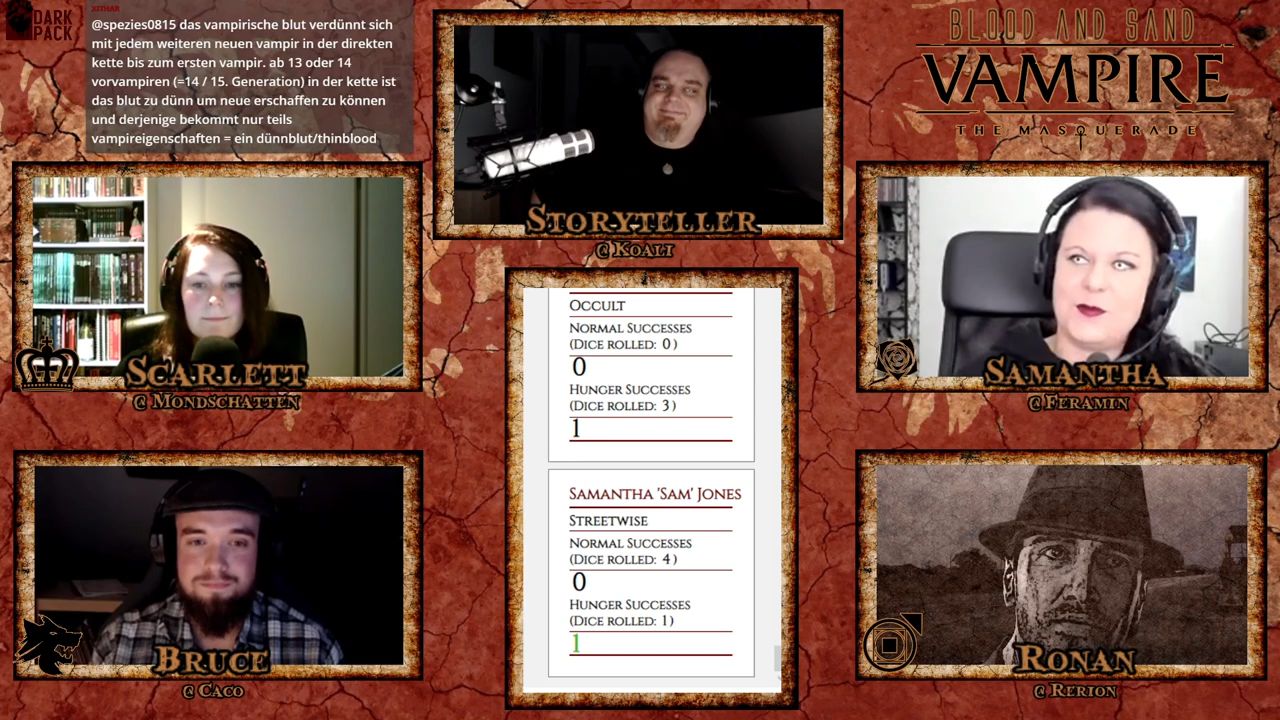 DARK
PACK
XITHAR
@spezies0815 das vampirische blut verdünnt sich
mit jedem weiteren neuen vampir in der direkten
kette bis zum ersten vampir. ab 13 oder 14
vorvampiren (=14 / 15. Generation) in der kette ist
das blut zu dünn um neue erschaffen zu können
und derjenige bekommt nur teils
vampireigenschaften = ein dünnblut/thinblood
STORYTELLER
@ KOALI
BLOOD AND SAND
VAMPIRE
THE MASQUERADE
SCARLETT
@ MONDSCHATTEN
SAMANTHA
@ FERAMIN
OCCULT
NORMAL SUCCESSES
(DICE ROLLED: 0 )
0
HUNGER SUCCESSES
(DICE ROLLED: 3 )
1
SAMANTHA 'SAM' JONES
STREETWISE
NORMAL SUCCESSES
(DICE ROLLED: 4 )
0
HUNGER SUCCESSES
(DICE ROLLED: 1 )
1
BRUCE
@ CACO
RONAN
@ RERION